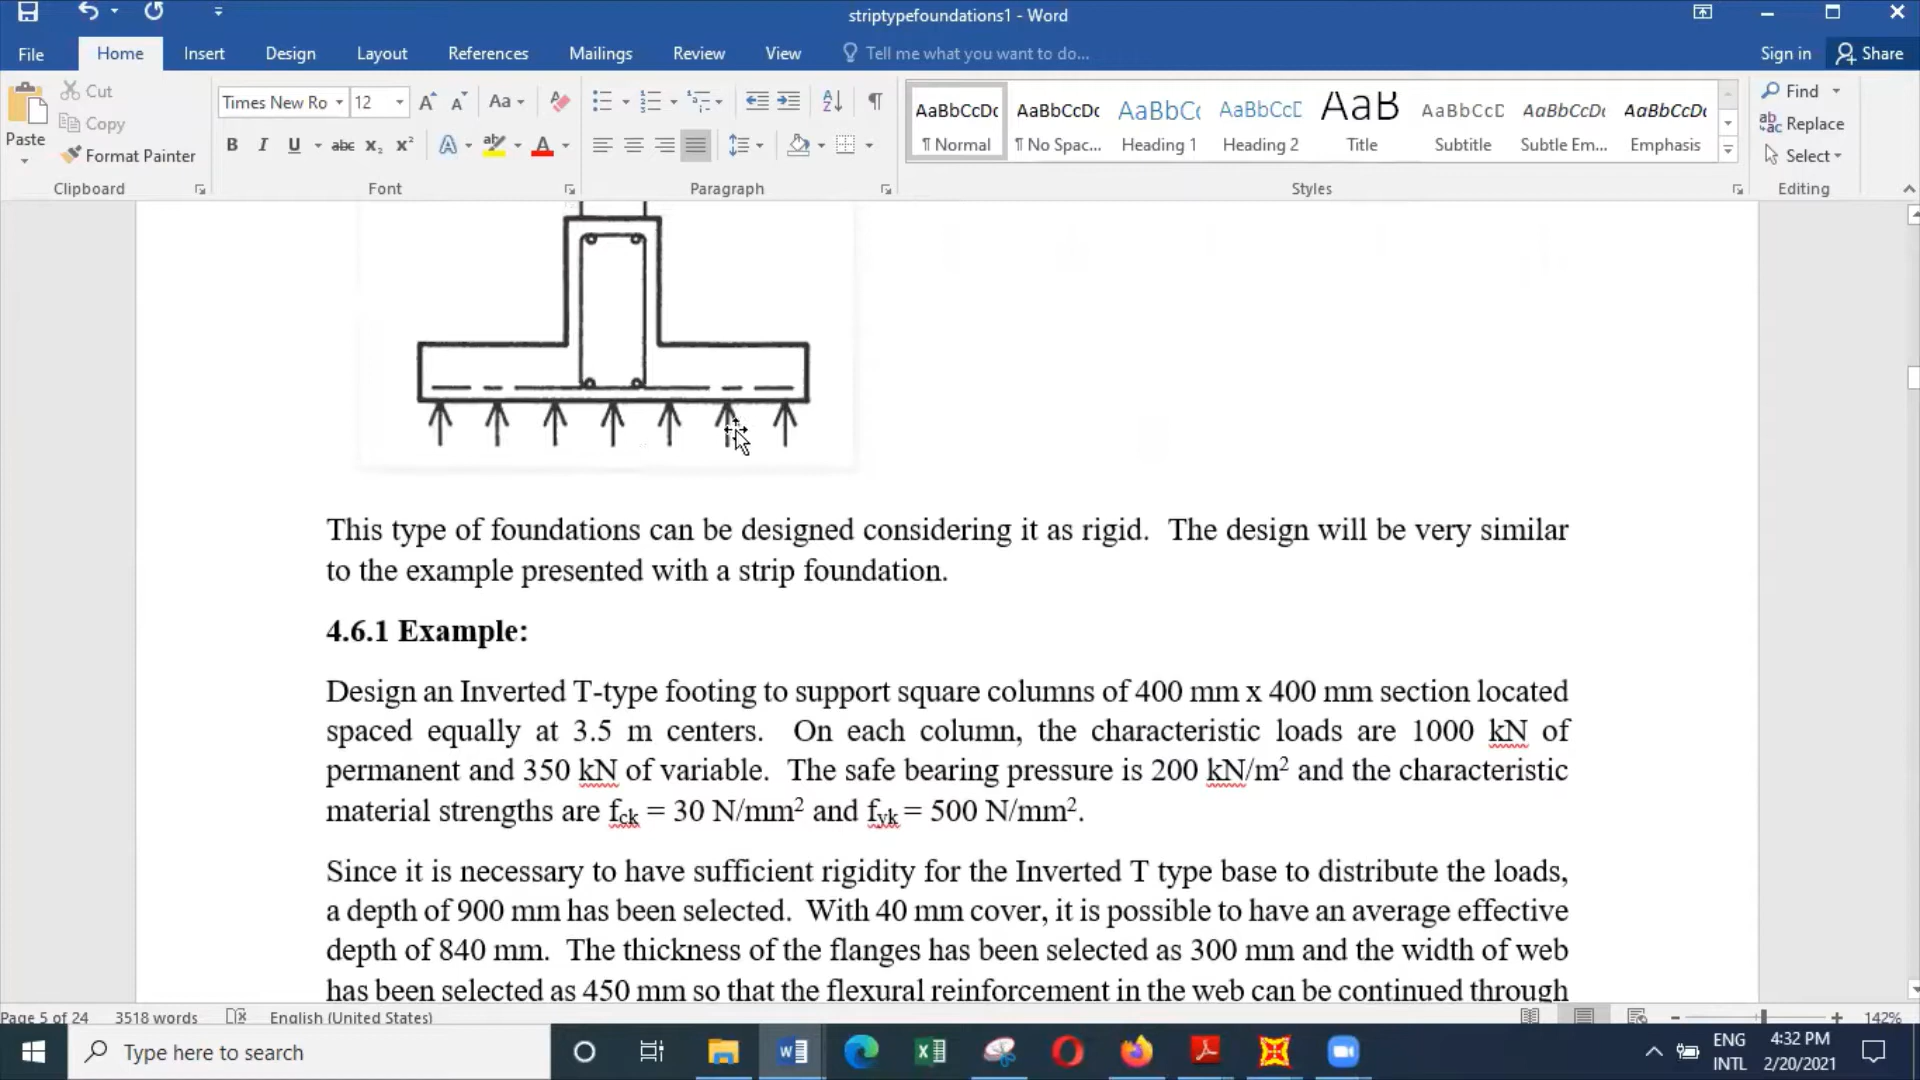 striptypefoundations1 - Word
File Home Insert Design Layout References Mailings Review View Tell me what you want to do... Sign in Share
Paste Cut Copy Format Painter
Clipboard
Times New Ro 12 Aa
B I U abc x₂ x² A
Font
Paragraph
AaBbCcDc AaBbCcDc AaBbCc AaBbCcD AaB AaBbCcD AaBbCcDc AaBbCcDc
¶ Normal ¶ No Spac... Heading 1 Heading 2 Title Subtitle Subtle Em... Emphasis
Styles
Find
Replace
Select
Editing
This type of foundations can be designed considering it as rigid. The design will be very similar
to the example presented with a strip foundation.
4.6.1 Example:
Design an Inverted T-type footing to support square columns of 400 mm x 400 mm section located
spaced equally at 3.5 m centers. On each column, the characteristic loads are 1000 kN of
permanent and 350 kN of variable. The safe bearing pressure is 200 kN/m² and the characteristic
material strengths are fck = 30 N/mm² and fyk = 500 N/mm².
Since it is necessary to have sufficient rigidity for the Inverted T type base to distribute the loads,
a depth of 900 mm has been selected. With 40 mm cover, it is possible to have an average effective
depth of 840 mm. The thickness of the flanges has been selected as 300 mm and the width of web
has been selected as 450 mm so that the flexural reinforcement in the web can be continued through
Page 5 of 24 3518 words English (United States) 142%
Type here to search
ENG
INTL
4:32 PM
2/20/2021